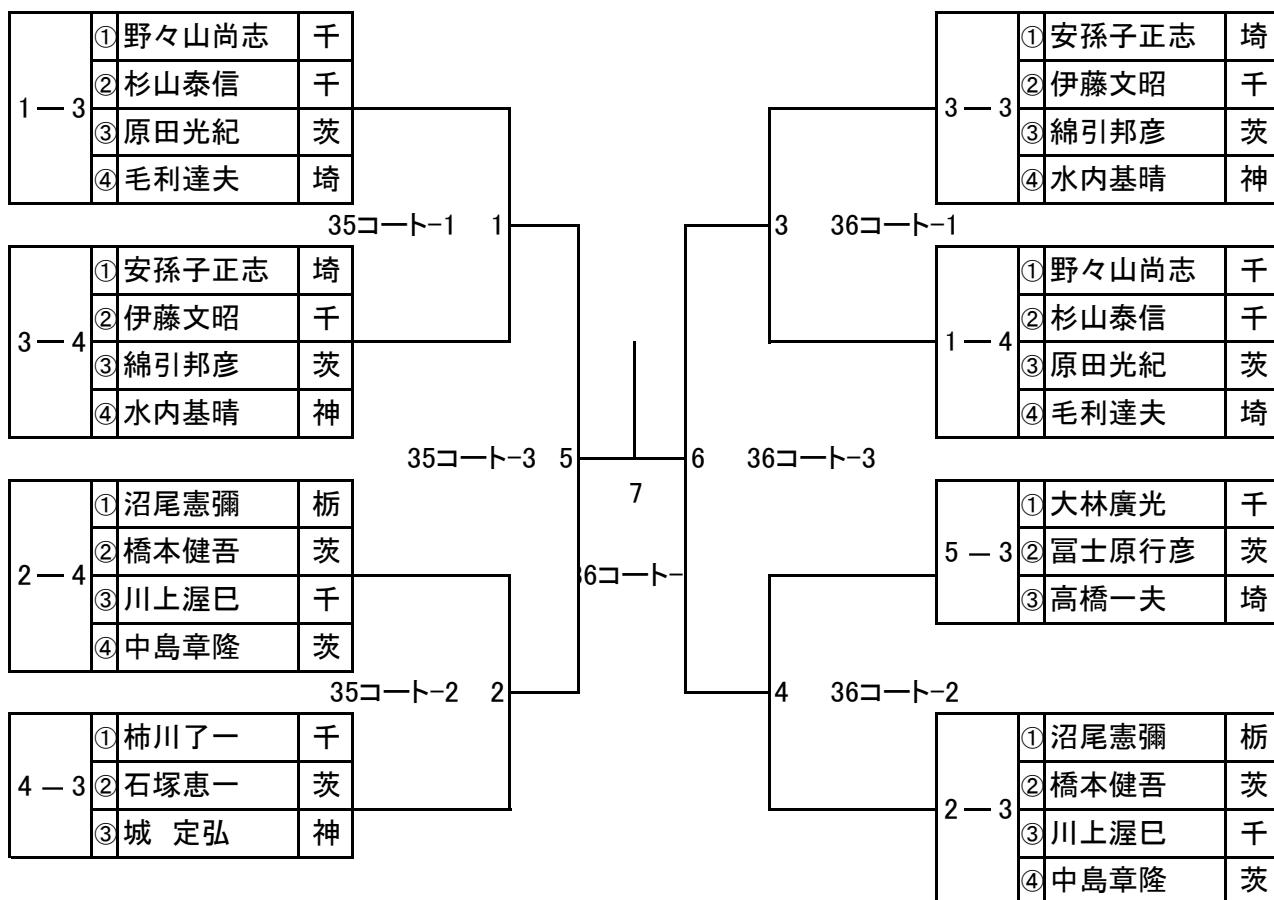 1 ― 3
① 野々山尚志 千
② 杉山泰信 千
③ 原田光紀 茨
④ 毛利達夫 埼
35コート-1 1
3 ― 4
① 安孫子正志 埼
② 伊藤文昭 千
③ 綿引邦彦 茨
④ 水内基晴 神
35コート-3 5
2 ― 4
① 沼尾憲彌 栃
② 橋本健吾 茨
③ 川上渥巳 千
④ 中島章隆 茨
35コート-2 2
4 ― 3
① 柿川了一 千
② 石塚恵一 茨
③ 城 定弘 神
7
36コート-
3 ― 3
① 安孫子正志 埼
② 伊藤文昭 千
③ 綿引邦彦 茨
④ 水内基晴 神
3 36コート-1
1 ― 4
① 野々山尚志 千
② 杉山泰信 千
③ 原田光紀 茨
④ 毛利達夫 埼
6 36コート-3
5 ― 3
① 大林廣光 千
② 冨士原行彦 茨
③ 高橋一夫 埼
4 36コート-2
2 ― 3
① 沼尾憲彌 栃
② 橋本健吾 茨
③ 川上渥巳 千
④ 中島章隆 茨